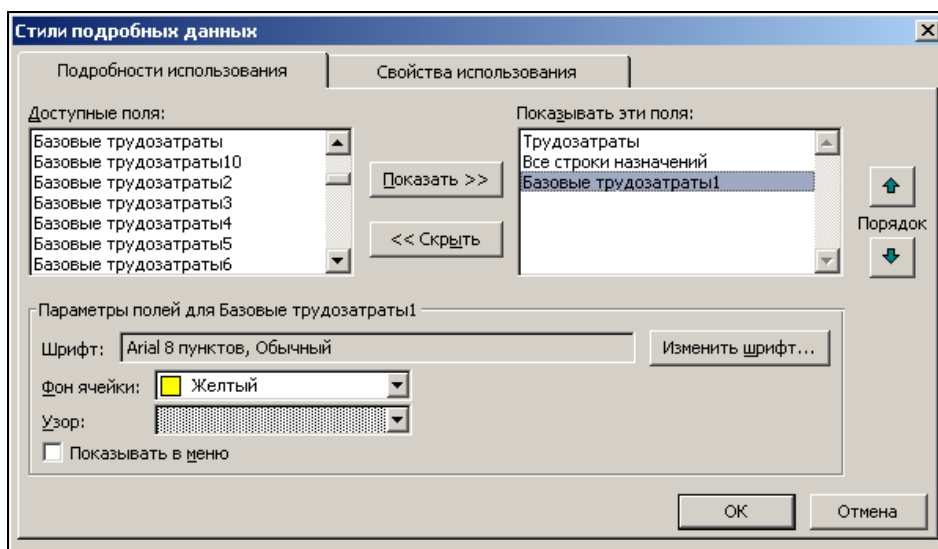 Стили подробных данных
Подробности использования
Свойства использования
Доступные поля:
Базовые трудозатраты
Базовые трудозатраты10
Базовые трудозатраты2
Базовые трудозатраты3
Базовые трудозатраты4
Базовые трудозатраты5
Базовые трудозатраты6
Показать >>
<< Скрыть
Показывать эти поля:
Трудозатраты
Все строки назначений
Базовые трудозатраты1
Порядок
Параметры полей для Базовые трудозатраты1
Шрифт: Arial 8 пунктов, Обычный
Изменить шрифт...
Фон ячейки: Желтый
Узор:
Показывать в меню
ОК
Отмена